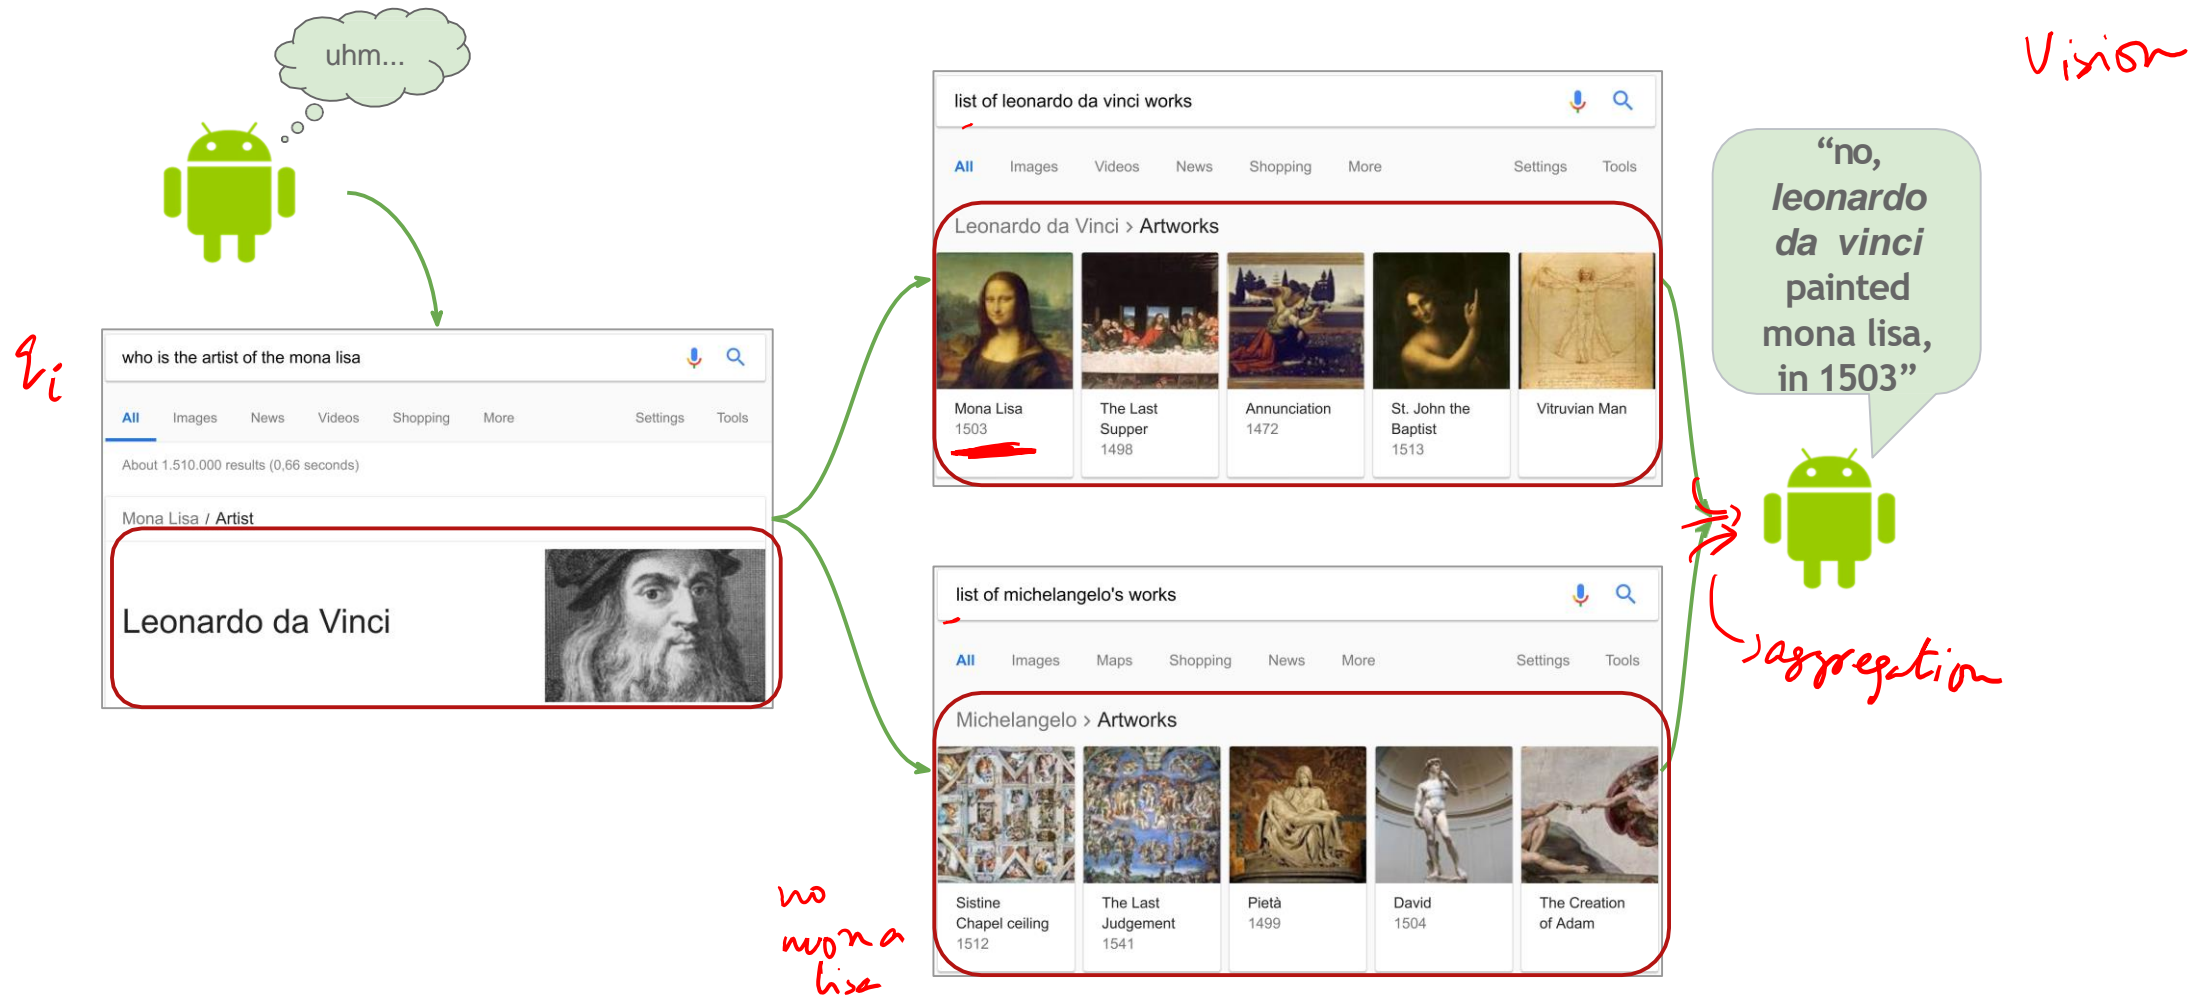 uhm...
Vision
list of leonardo da vinci works
All Images Videos News Shopping More Settings Tools
Leonardo da Vinci > Artworks
Mona Lisa
1503
The Last
Supper
1498
Annunciation
1472
St. John the
Baptist
1513
Vitruvian Man
“no,
leonardo
da vinci
painted
mona lisa,
in 1503”
qi
who is the artist of the mona lisa
All Images News Videos Shopping More Settings Tools
About 1.510.000 results (0,66 seconds)
Mona Lisa / Artist
Leonardo da Vinci
list of michelangelo's works
All Images Maps Shopping News More Settings Tools
Michelangelo > Artworks
Sistine
Chapel ceiling
1512
The Last
Judgement
1541
Pietà
1499
David
1504
The Creation
of Adam
aggregation
no
mona
lisa